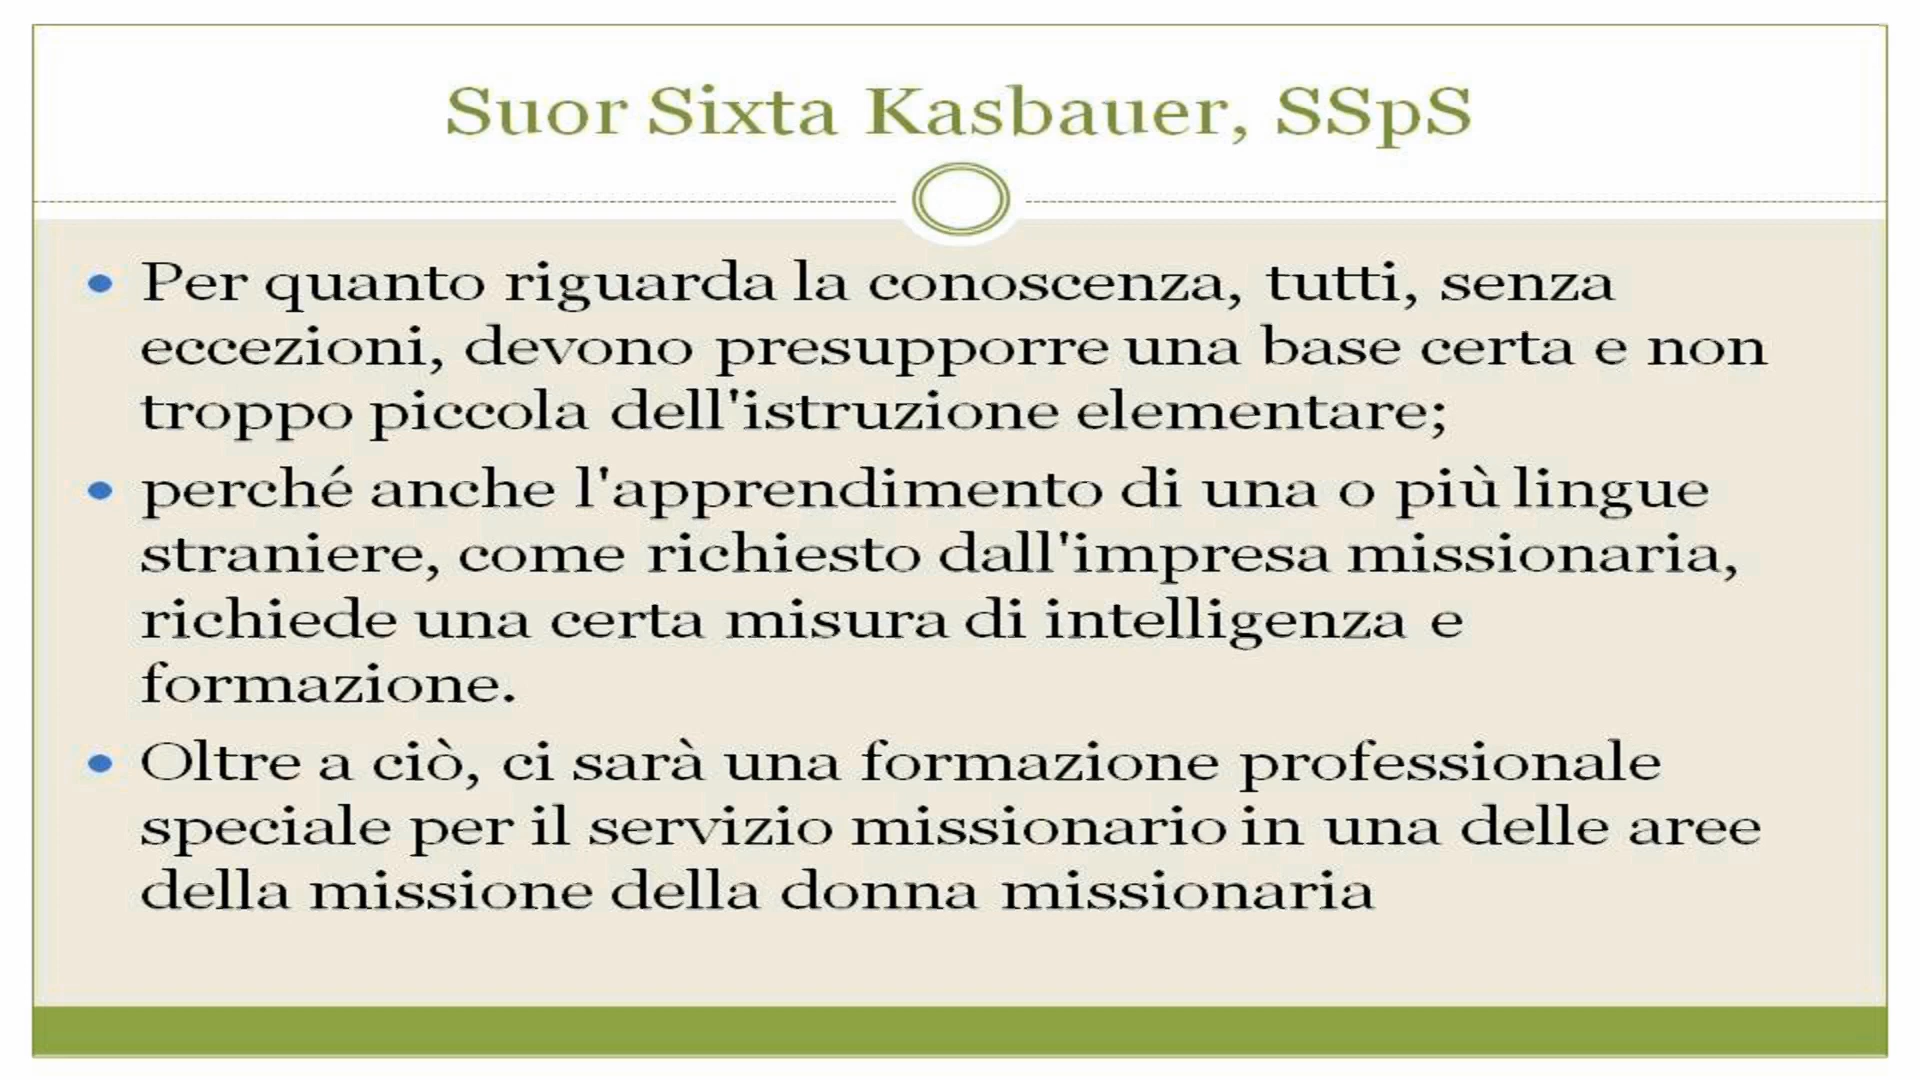 Suor Sixta Kasbauer, SSpS
Per quanto riguarda la conoscenza, tutti, senza
eccezioni, devono presupporre una base certa e non
troppo piccola dell'istruzione elementare;
perché anche l'apprendimento di una o più lingue
straniere, come richiesto dall'impresa missionaria,
richiede una certa misura di intelligenza e
formazione.
Oltre a ciò, ci sarà una formazione professionale
speciale per il servizio missionario in una delle aree
della missione della donna missionaria